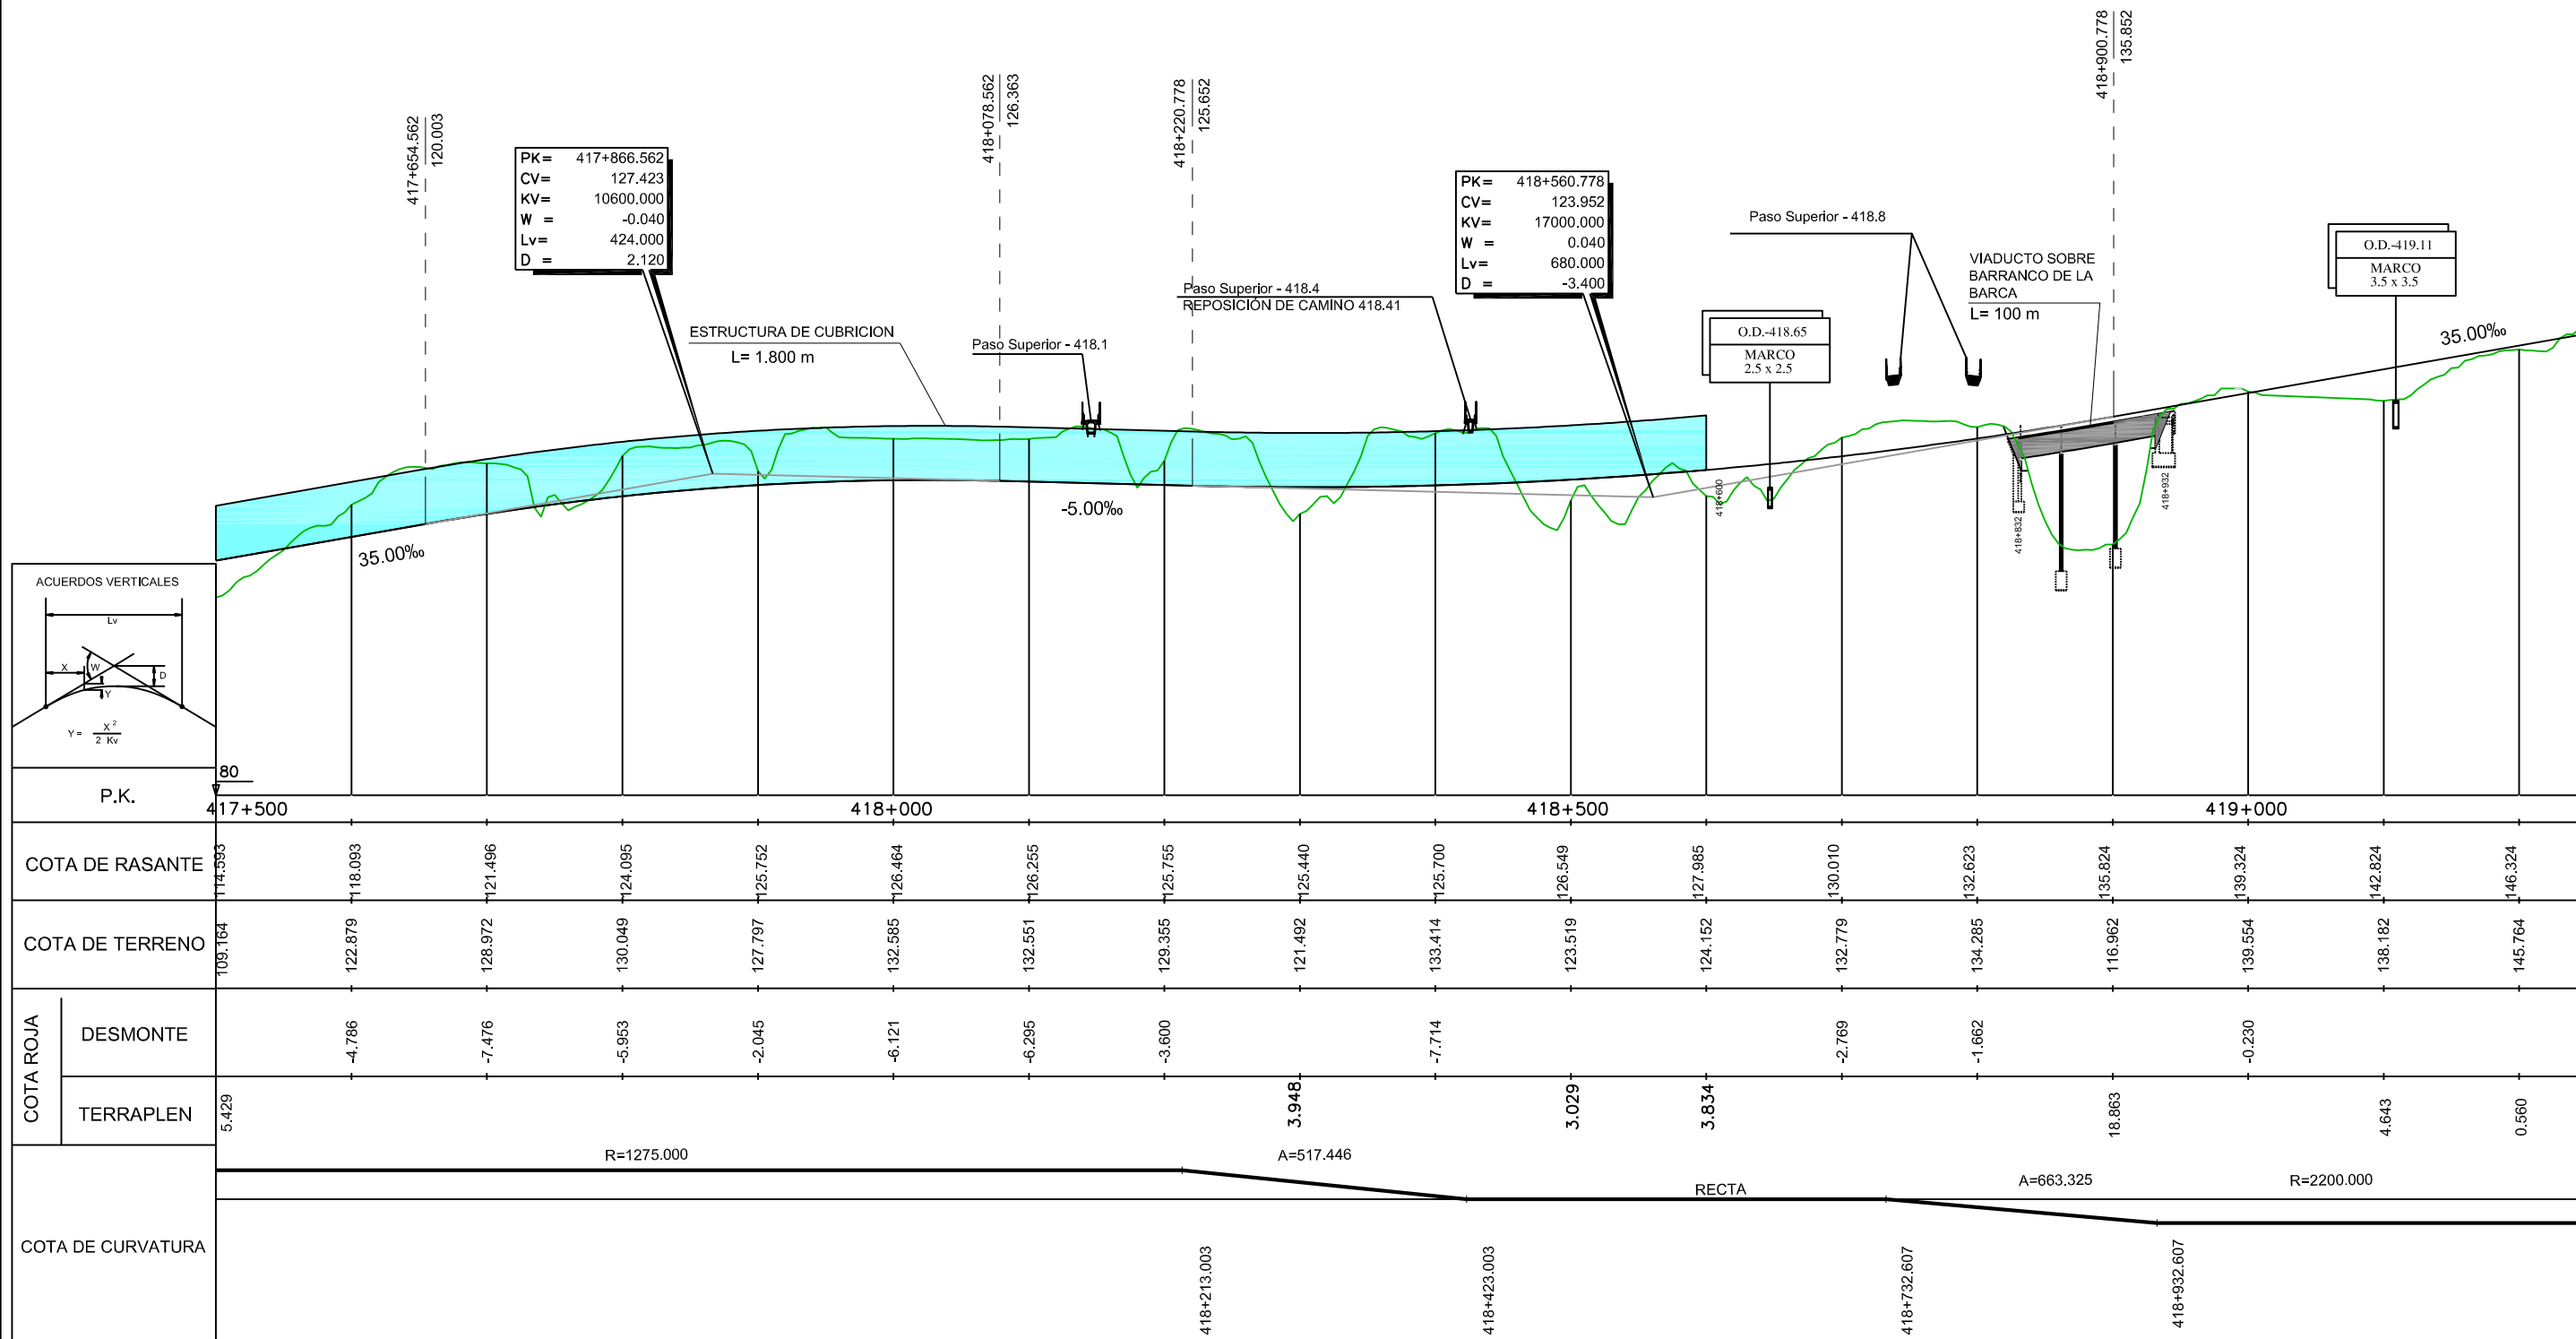 417+654.562
120.003
PK= 417+866.562
CV= 127.423
KV= 10600.000
W = -0.040
Lv= 424.000
D = 2.120
ESTRUCTURA DE CUBRICION
L= 1.800 m
418+078.562
126.363
Paso Superior - 418.1
418+220.778
125.652
Paso Superior - 418.4
REPOSICIÓN DE CAMINO 418.41
PK= 418+560.778
CV= 123.952
KV= 17000.000
W = 0.040
Lv= 680.000
D = -3.400
O.D.-418.65
MARCO
2.5 x 2.5
Paso Superior - 418.8
VIADUCTO SOBRE
BARRANCO DE LA
BARCA
L= 100 m
418+900.778
135.852
O.D.-419.11
MARCO
3.5 x 3.5
35.00‰
-5.00‰
35.00‰
418+600
418+832
418+932
ACUERDOS VERTICALES
Lv
X
W
D
Y
Y = X 2
2 Kv
80
P.K.
417+500 418+000 418+500 419+000
COTA DE RASANTE
114.593 118.093 121.496 124.095 125.752 126.464 126.255 125.755 125.440 125.700 126.549 127.985 130.010 132.623 135.824 139.324 142.824 146.324
COTA DE TERRENO
109.164 122.879 128.972 130.049 127.797 132.585 132.551 129.355 121.492 133.414 123.519 124.152 132.779 134.285 116.962 139.554 138.182 145.764
COTA ROJA
DESMONTE
-4.786 -7.476 -5.953 -2.045 -6.121 -6.295 -3.600 -7.714 -2.769 -1.662 -0.230
TERRAPLEN
5.429 3.948 3.029 3.834 18.863 4.643 0.560
COTA DE CURVATURA
R=1275.000 A=517.446 RECTA A=663.325 R=2200.000
418+213.003 418+423.003 418+732.607 418+932.607